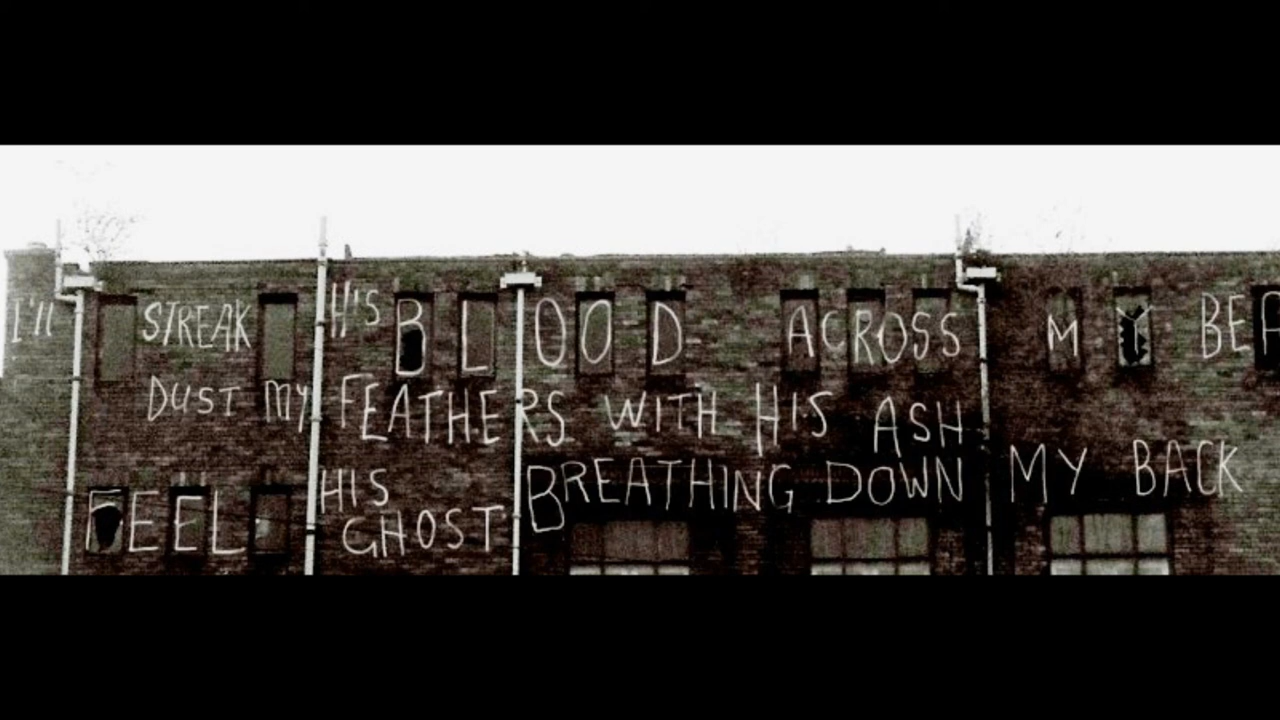 I'll STREAK HIS BLOOD ACROSS MY BEA
DUST MY FEATHERS WITH HIS ASH
FEEL HIS GHOST BREATHING DOWN MY BACK